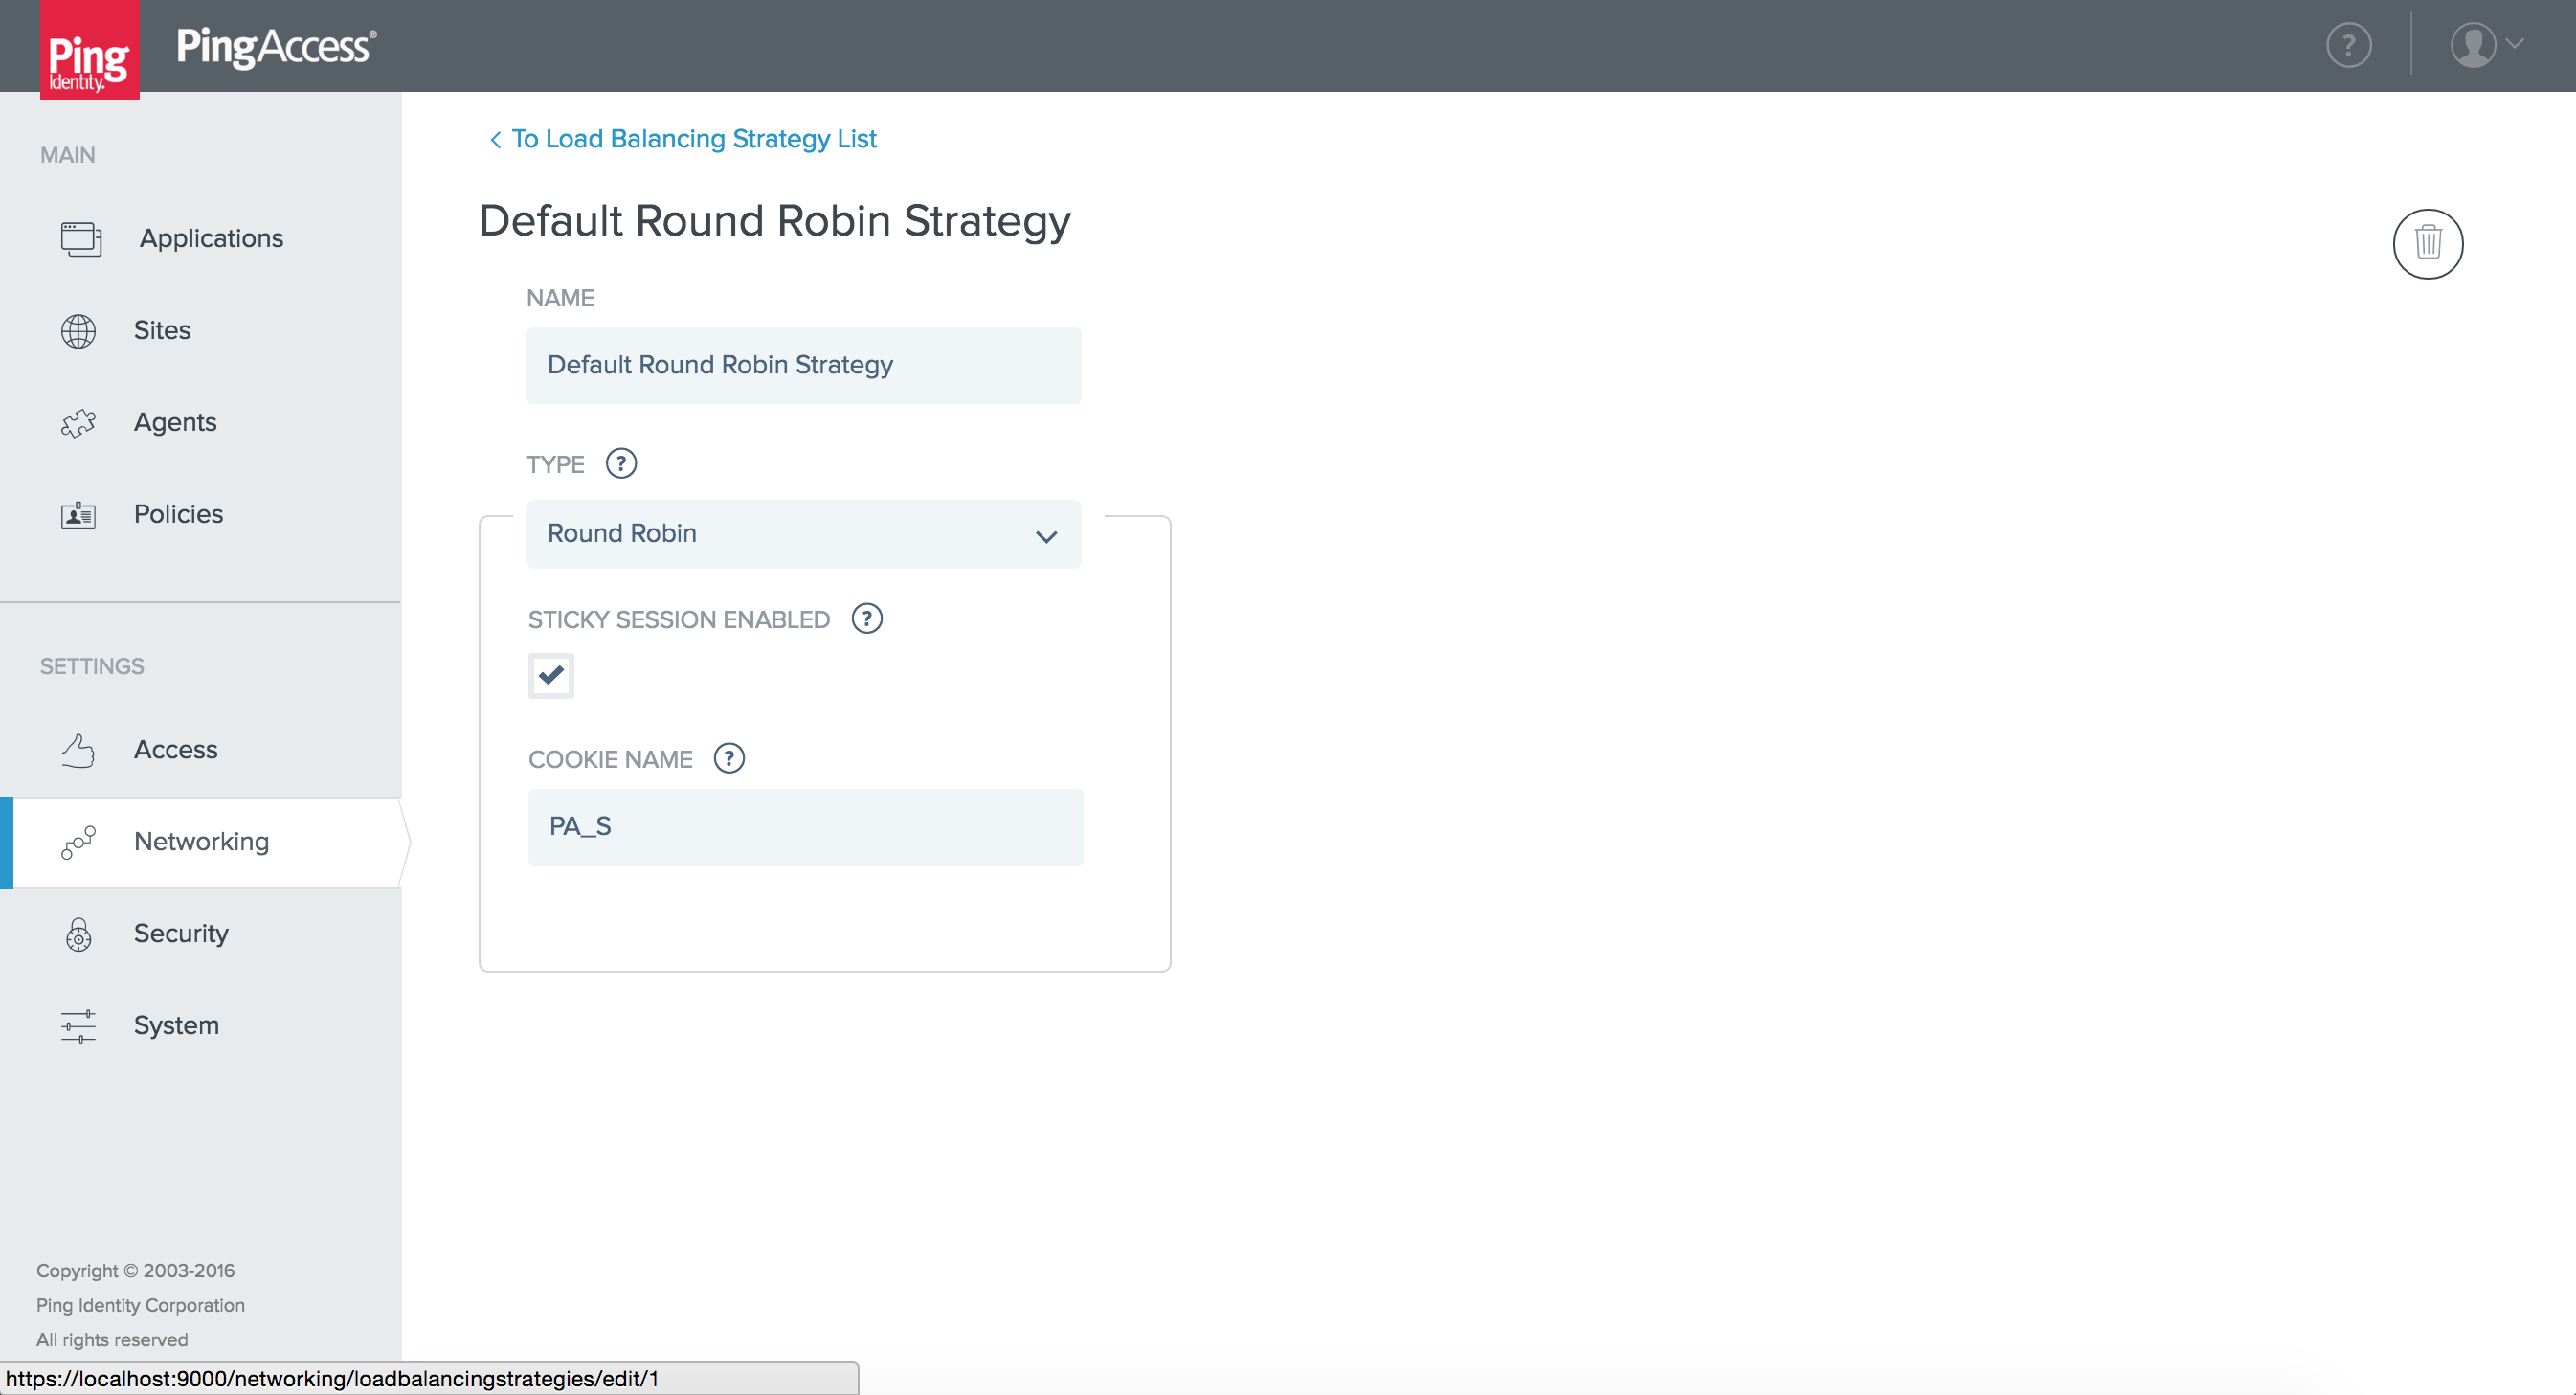 Ping
Identity.
PingAccess®
?
MAIN
Applications
Sites
Agents
Policies
SETTINGS
Access
Networking
Security
System
Copyright © 2003-2016
Ping Identity Corporation
All rights reserved
To Load Balancing Strategy List
Default Round Robin Strategy
NAME
Default Round Robin Strategy
TYPE ?
Round Robin
STICKY SESSION ENABLED ?
COOKIE NAME ?
PA_S
https://localhost:9000/networking/loadbalancingstrategies/edit/1